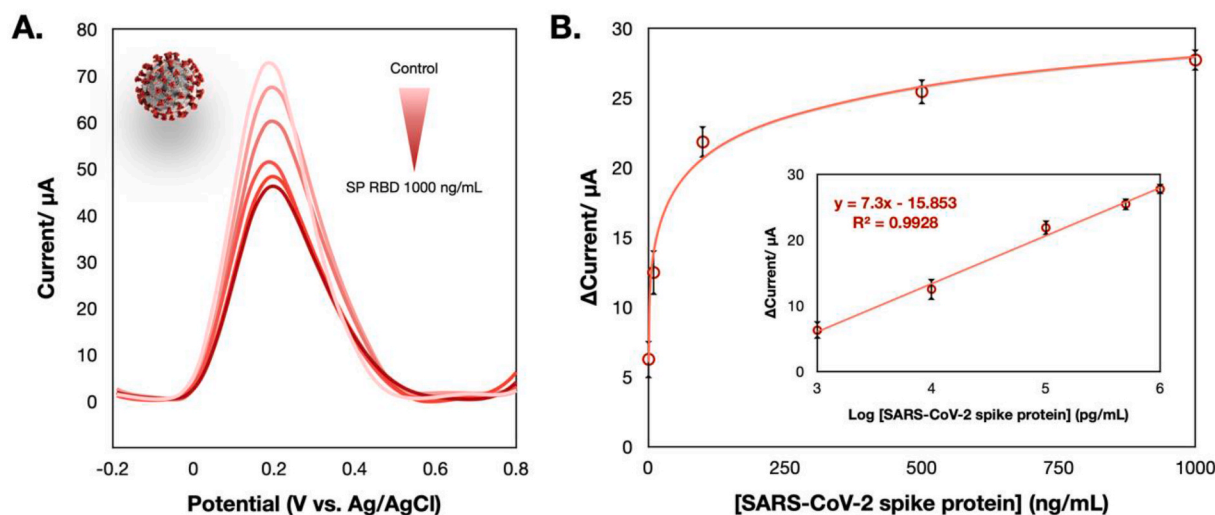 A.
80
70
60
50
40
30
20
10
0
Current/ µA
-0.2
0
0.2
0.4
0.6
0.8
Potential (V vs. Ag/AgCl)
Control
SP RBD 1000 ng/mL
B.
30
25
20
15
10
5
0
ΔCurrent/ µA
0
250
500
750
1000
[SARS-CoV-2 spike protein] (ng/mL)
30
20
10
0
ΔCurrent/ µA
y = 7.3x - 15.853
R² = 0.9928
3
4
5
6
Log [SARS-CoV-2 spike protein] (pg/mL)